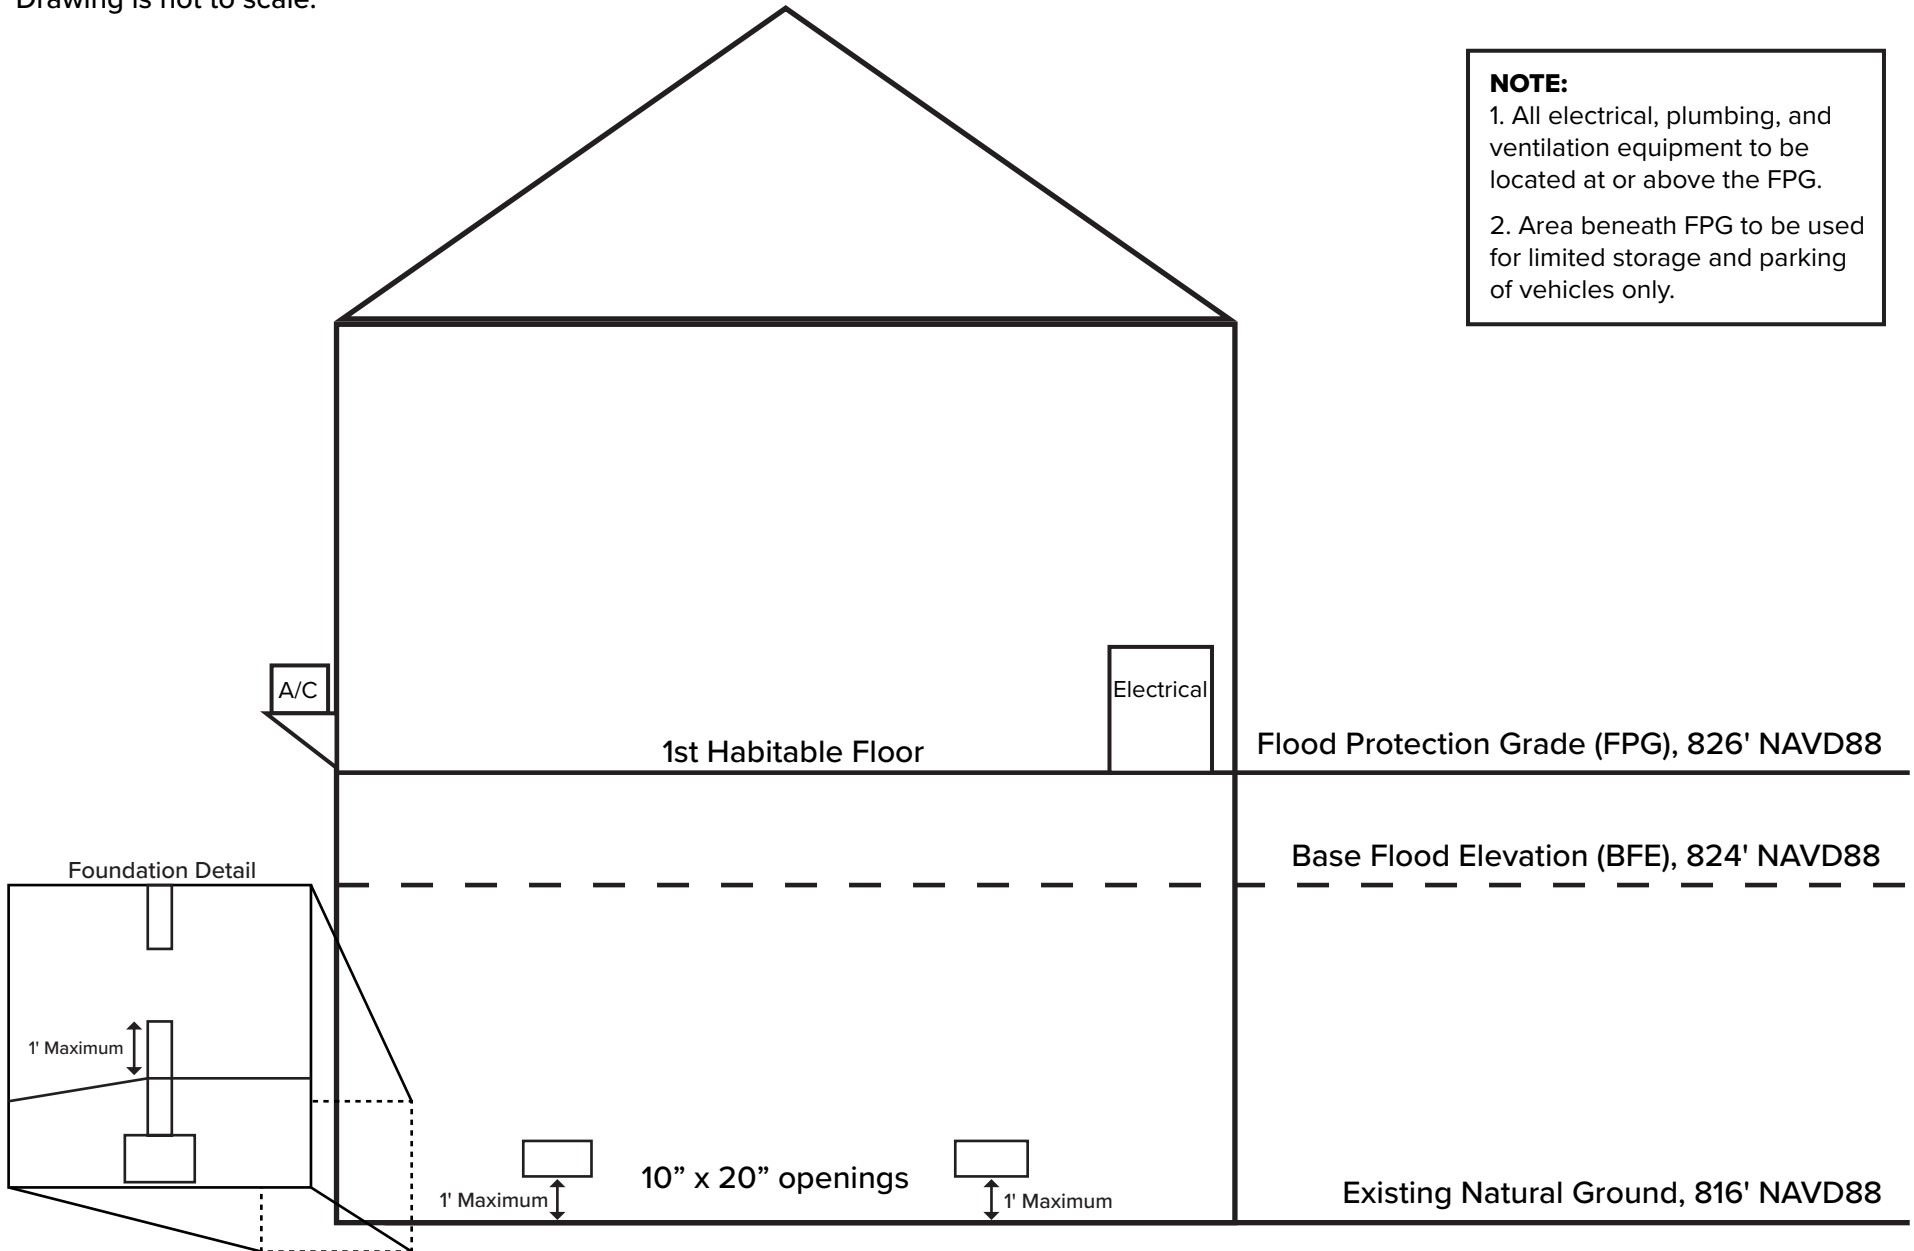 Drawing is not to scale.
NOTE:
1. All electrical, plumbing, and
ventilation equipment to be
located at or above the FPG.
2. Area beneath FPG to be used
for limited storage and parking
of vehicles only.
A/C
Electrical
1st Habitable Floor
Flood Protection Grade (FPG), 826' NAVD88
Base Flood Elevation (BFE), 824' NAVD88
Foundation Detail
1' Maximum
10” x 20” openings
1' Maximum
1' Maximum
Existing Natural Ground, 816' NAVD88